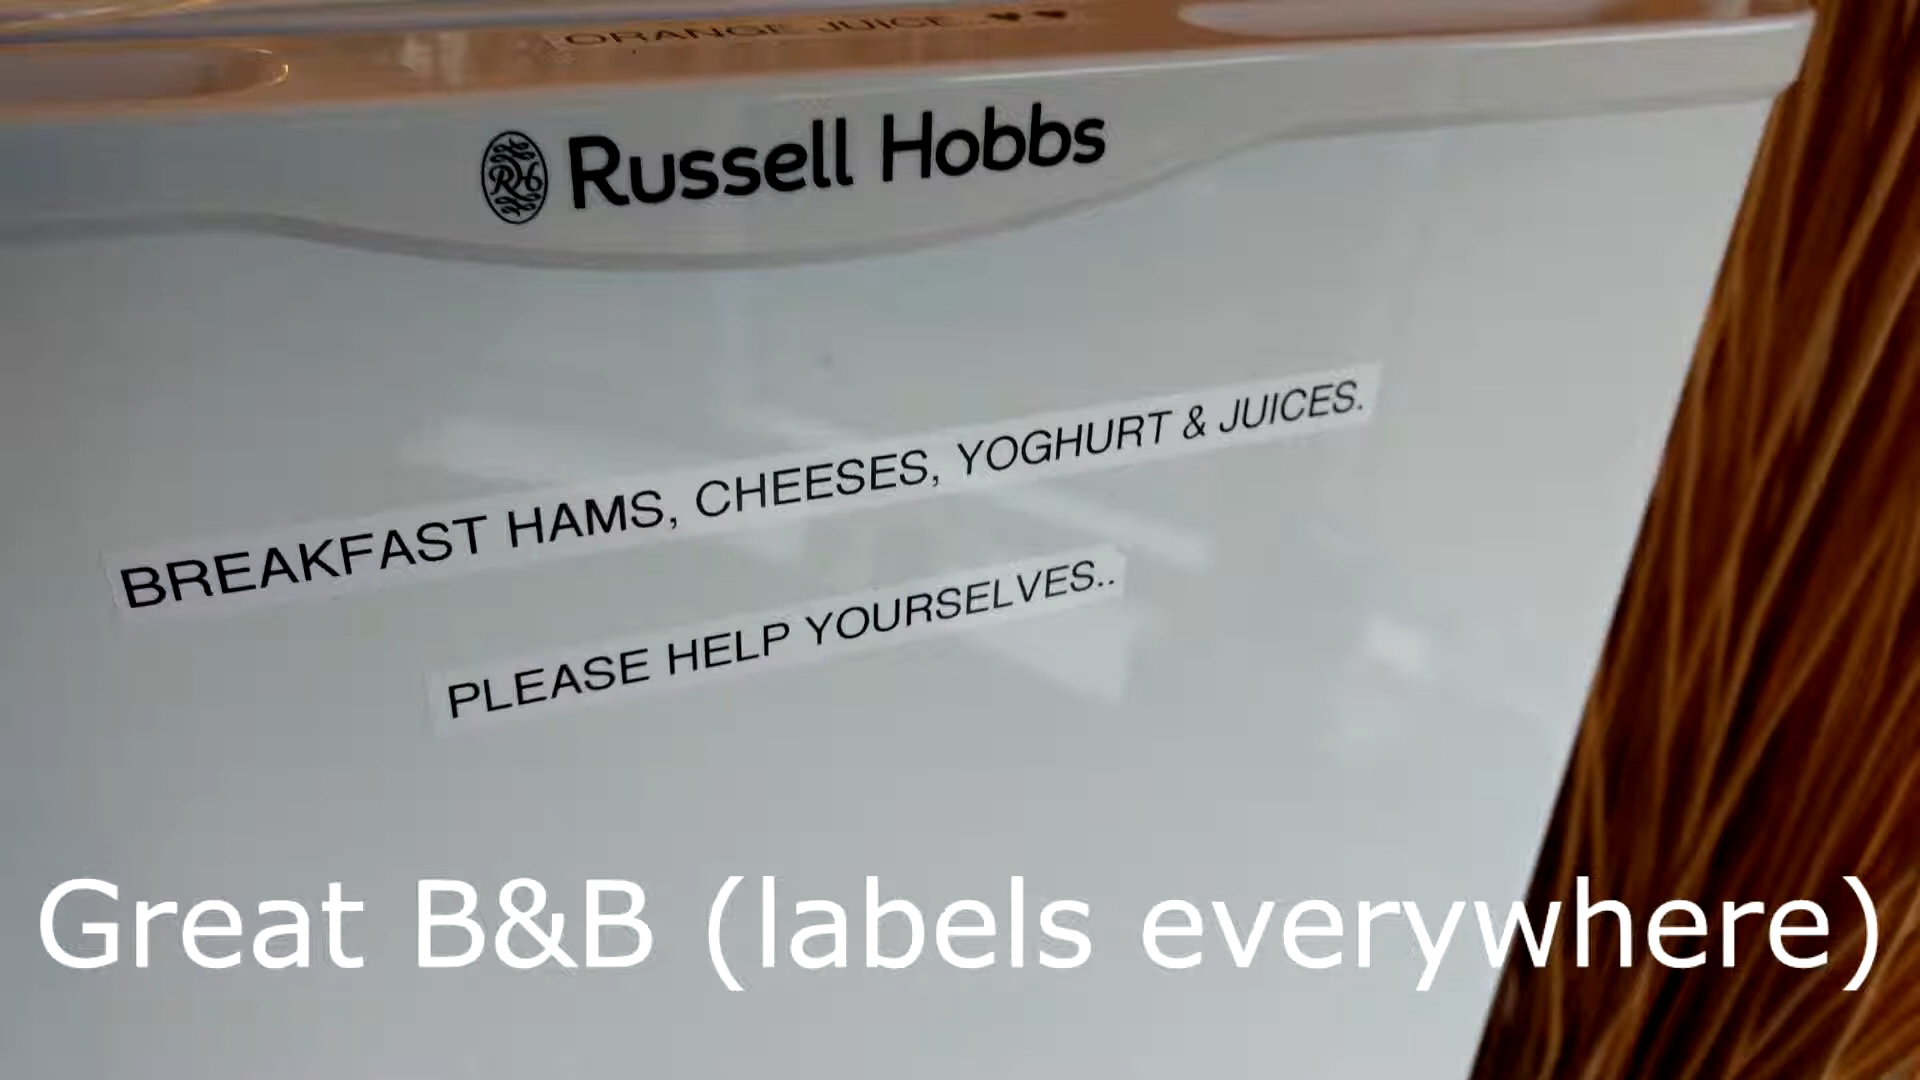 ORANGE JUICE ♥ ♥
Russell Hobbs
BREAKFAST HAMS, CHEESES, YOGHURT & JUICES.
PLEASE HELP YOURSELVES..
Great B&B (labels everywhere)